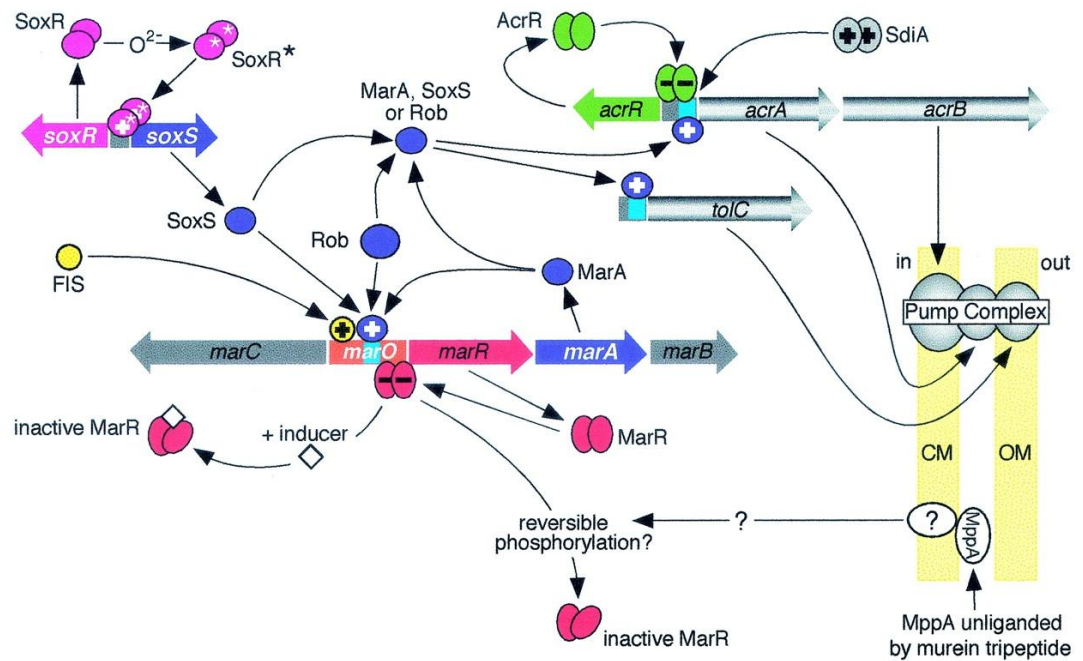 SoxR
O2-
SoxR*
soxR
soxS
SoxS
FIS
Rob
MarA, SoxS
or Rob
MarA
AcrR
SdiA
acrR
acrA
acrB
tolC
in
out
Pump Complex
marC
marO
marR
marA
marB
inactive MarR
+ inducer
MarR
CM
OM
reversible
phosphorylation?
?
?
MppA
inactive MarR
MppA unliganded
by murein tripeptide